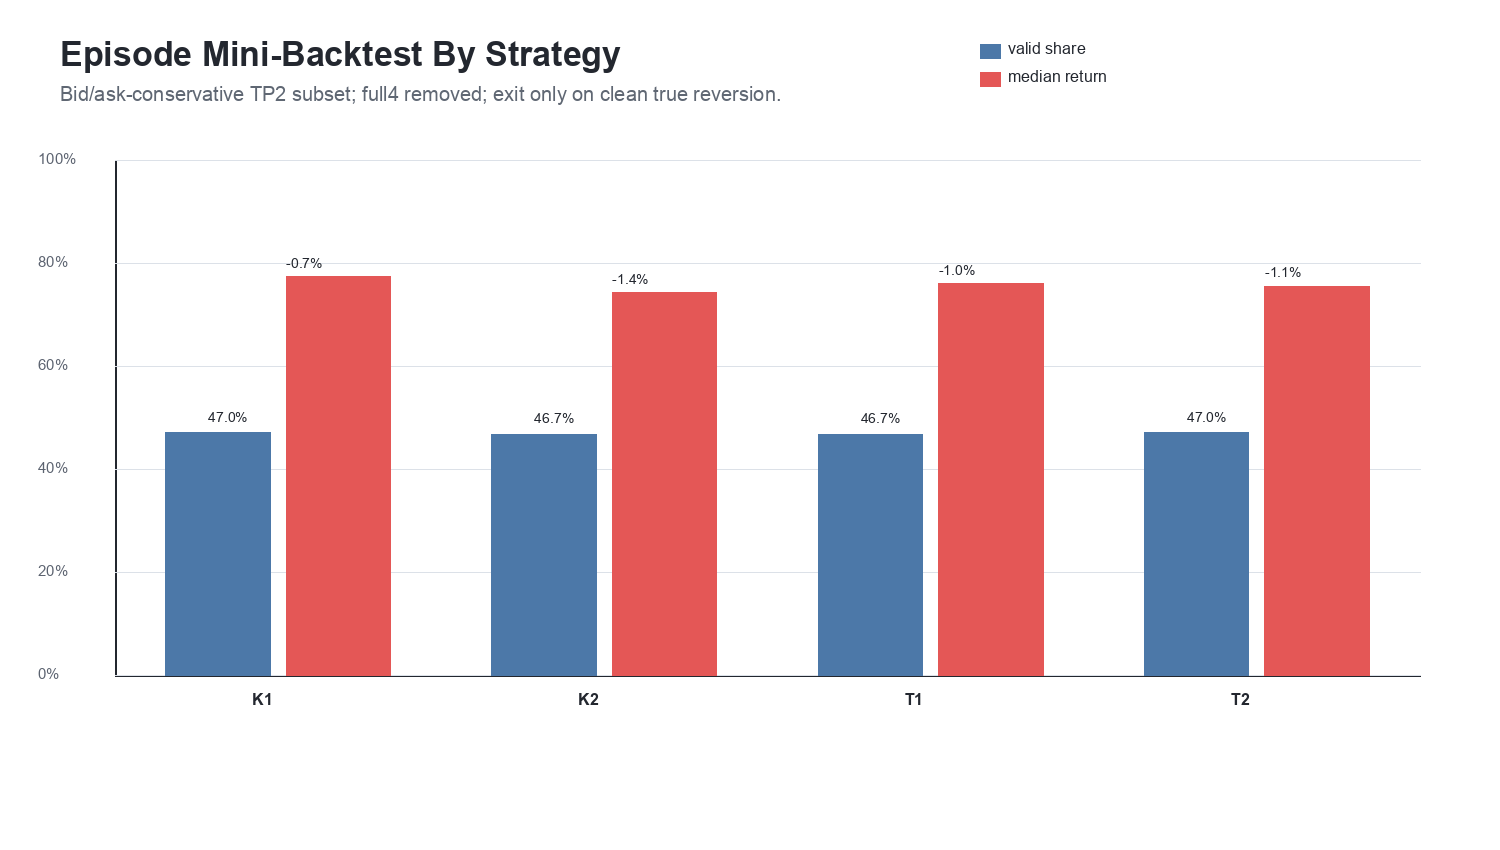 Episode Mini-Backtest By Strategy
Bid/ask-conservative TP2 subset; full4 removed; exit only on clean true reversion.
valid share
median return
100%
80%
60%
40%
20%
0%
47.0%
-0.7%
46.7%
-1.4%
46.7%
-1.0%
47.0%
-1.1%
K1
K2
T1
T2